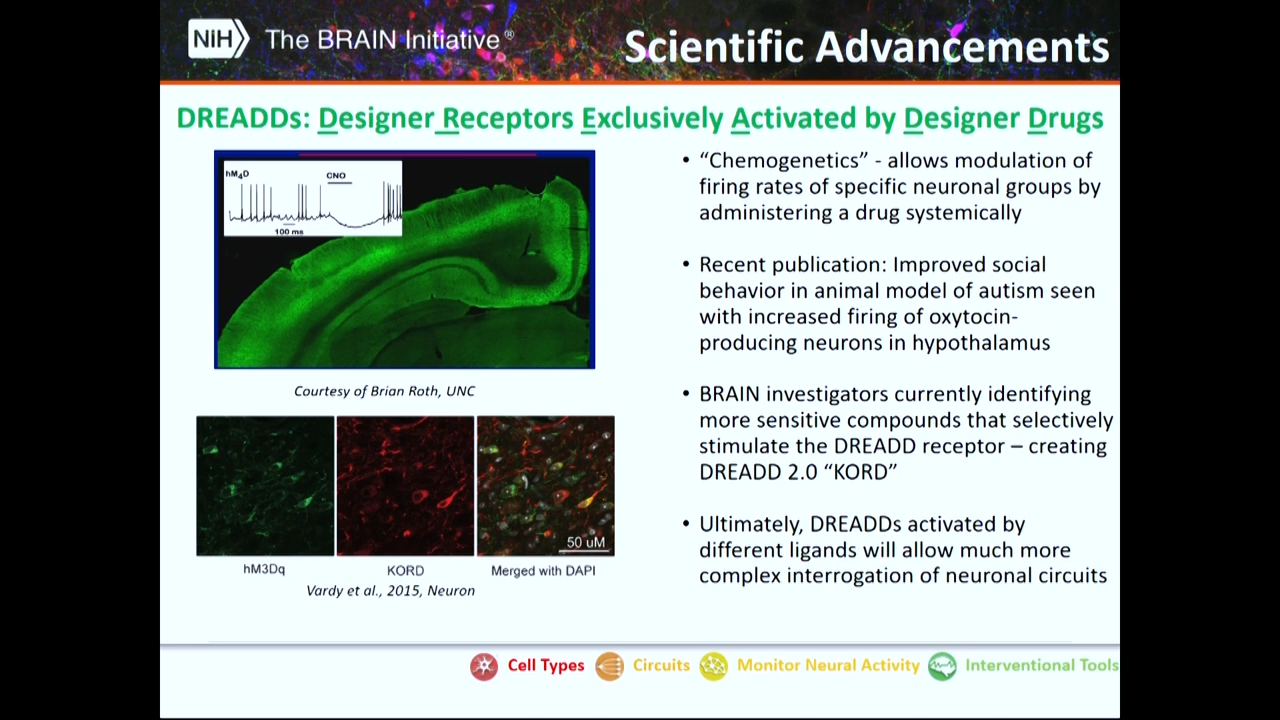 NIH
The BRAIN Initiative®
Scientific Advancements
DREADDs: Designer Receptors Exclusively Activated by Designer Drugs
hM4D
CNO
100 ms
Courtesy of Brian Roth, UNC
50 uM
hM3Dq
KORD
Merged with DAPI
Vardy et al., 2015, Neuron
• “Chemogenetics” - allows modulation of
firing rates of specific neuronal groups by
administering a drug systemically
• Recent publication: Improved social
behavior in animal model of autism seen
with increased firing of oxytocin-
producing neurons in hypothalamus
• BRAIN investigators currently identifying
more sensitive compounds that selectively
stimulate the DREADD receptor – creating
DREADD 2.0 “KORD”
• Ultimately, DREADDs activated by
different ligands will allow much more
complex interrogation of neuronal circuits
Cell Types
Circuits
Monitor Neural Activity
Interventional Tools